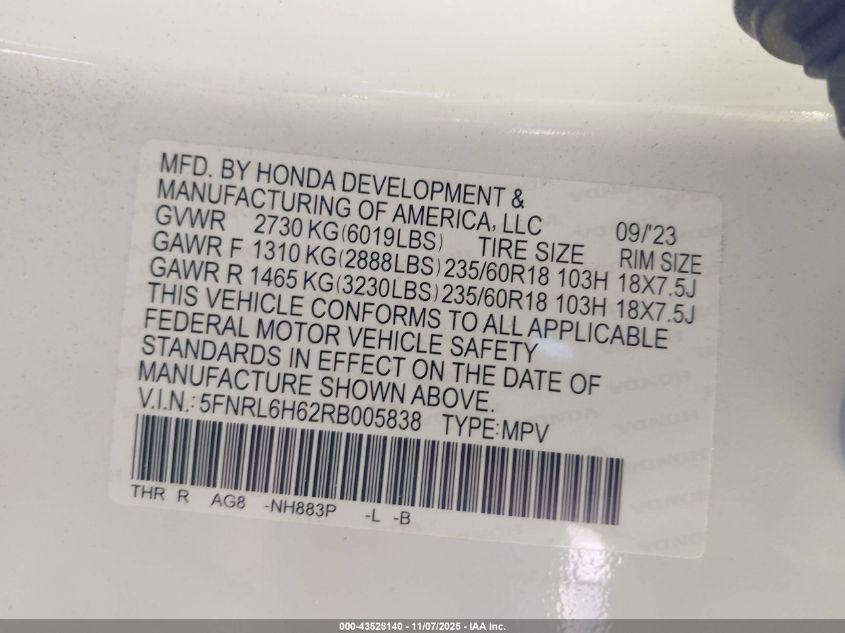 MFD. BY HONDA DEVELOPMENT &
MANUFACTURING OF AMERICA, LLC 09/'23
GVWR 2730 KG(6019LBS) TIRE SIZE RIM SIZE
GAWR F 1310 KG(2888LBS) 235/60R18 103H 18X7.5J
GAWR R 1465 KG(3230LBS) 235/60R18 103H 18X7.5J
THIS VEHICLE CONFORMS TO ALL APPLICABLE
FEDERAL MOTOR VEHICLE SAFETY
STANDARDS IN EFFECT ON THE DATE OF
MANUFACTURE SHOWN ABOVE.
V.I.N.: 5FNRL6H62RB005838 TYPE:MPV
THR R AG8 -NH883P -L -B
000-43528140 - 11/07/2025 - IAA Inc.